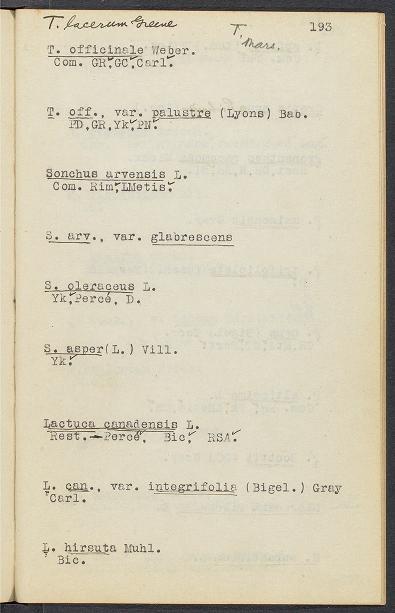 T. lacerum Greene
T. mars.
193
T. officinale Weber.
Com. GR, GC, Carl.
T. off., var. palustre (Lyons) Bab.
PD, GR, Yk, PN.
Sonchus arvensis L.
Com. Rim, LMetis.
S. arv., var. glabrescens
S. oleraceus L.
Yk, Percé, D.
S. asper (L.) Vill.
Yk.
Lactuca canadensis L.
Rest.-Percé, Bic, RSA.
L. can., var. integrifolia (Bigel.) Gray
Carl.
L. hirsuta Muhl.
Bic.